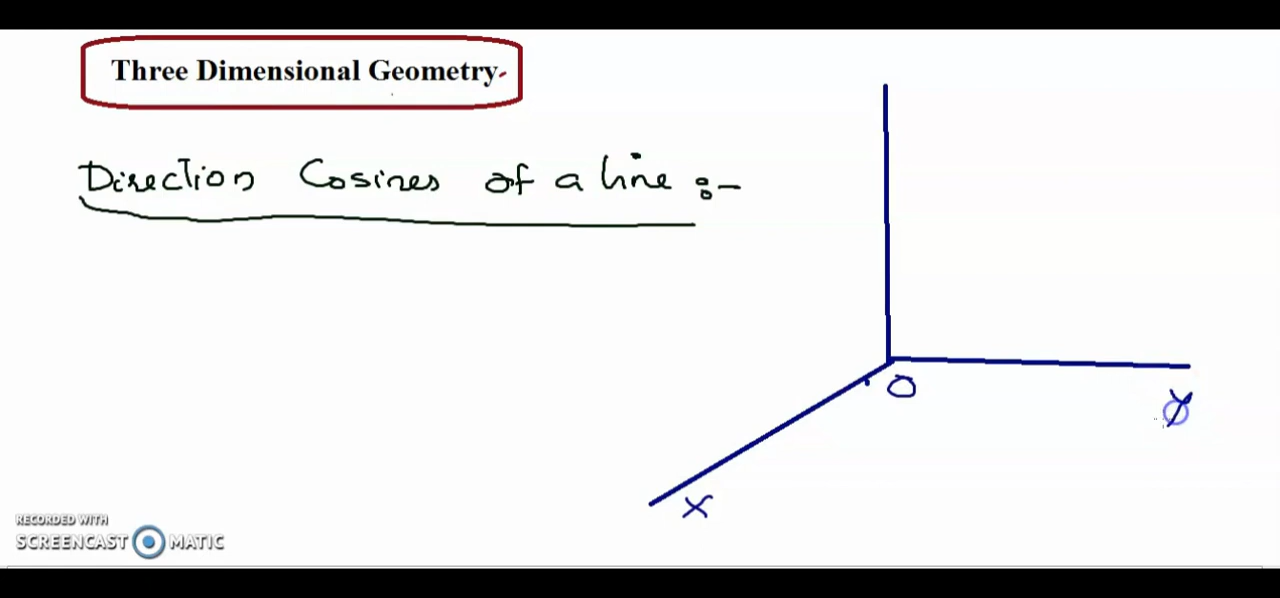 Three Dimensional Geometry
Direction Cosines of a line :-
O
Y
X
RECORDED WITH
SCREENCAST MATIC